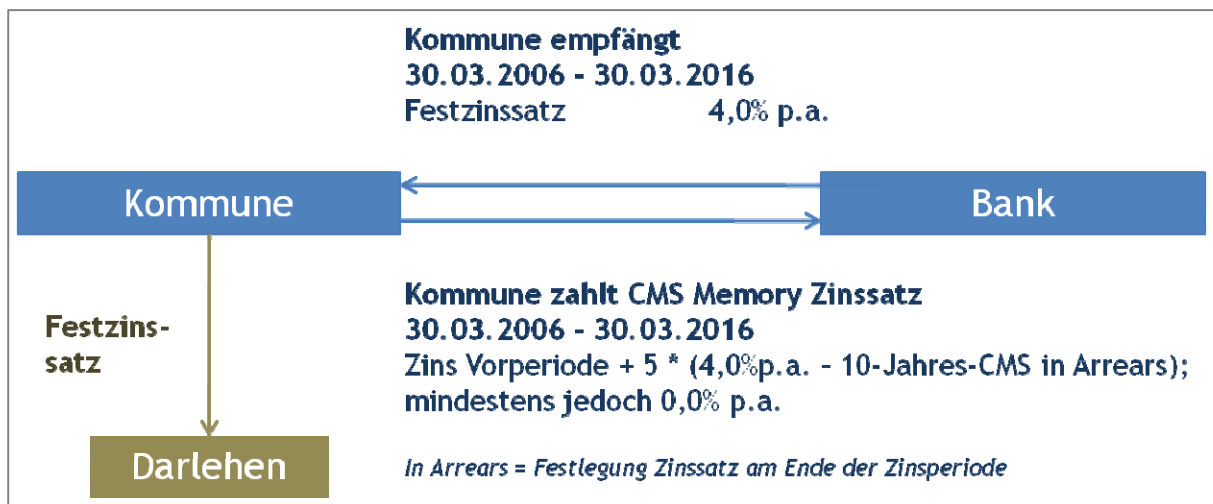 Kommune empfängt
30.03.2006 - 30.03.2016
Festzinssatz 4,0% p.a.
Kommune
Bank
Kommune zahlt CMS Memory Zinssatz
30.03.2006 - 30.03.2016
Zins Vorperiode + 5 * (4,0%p.a. – 10-Jahres-CMS in Arrears);
mindestens jedoch 0,0% p.a.
Festzins-
satz
Darlehen
In Arrears = Festlegung Zinssatz am Ende der Zinsperiode